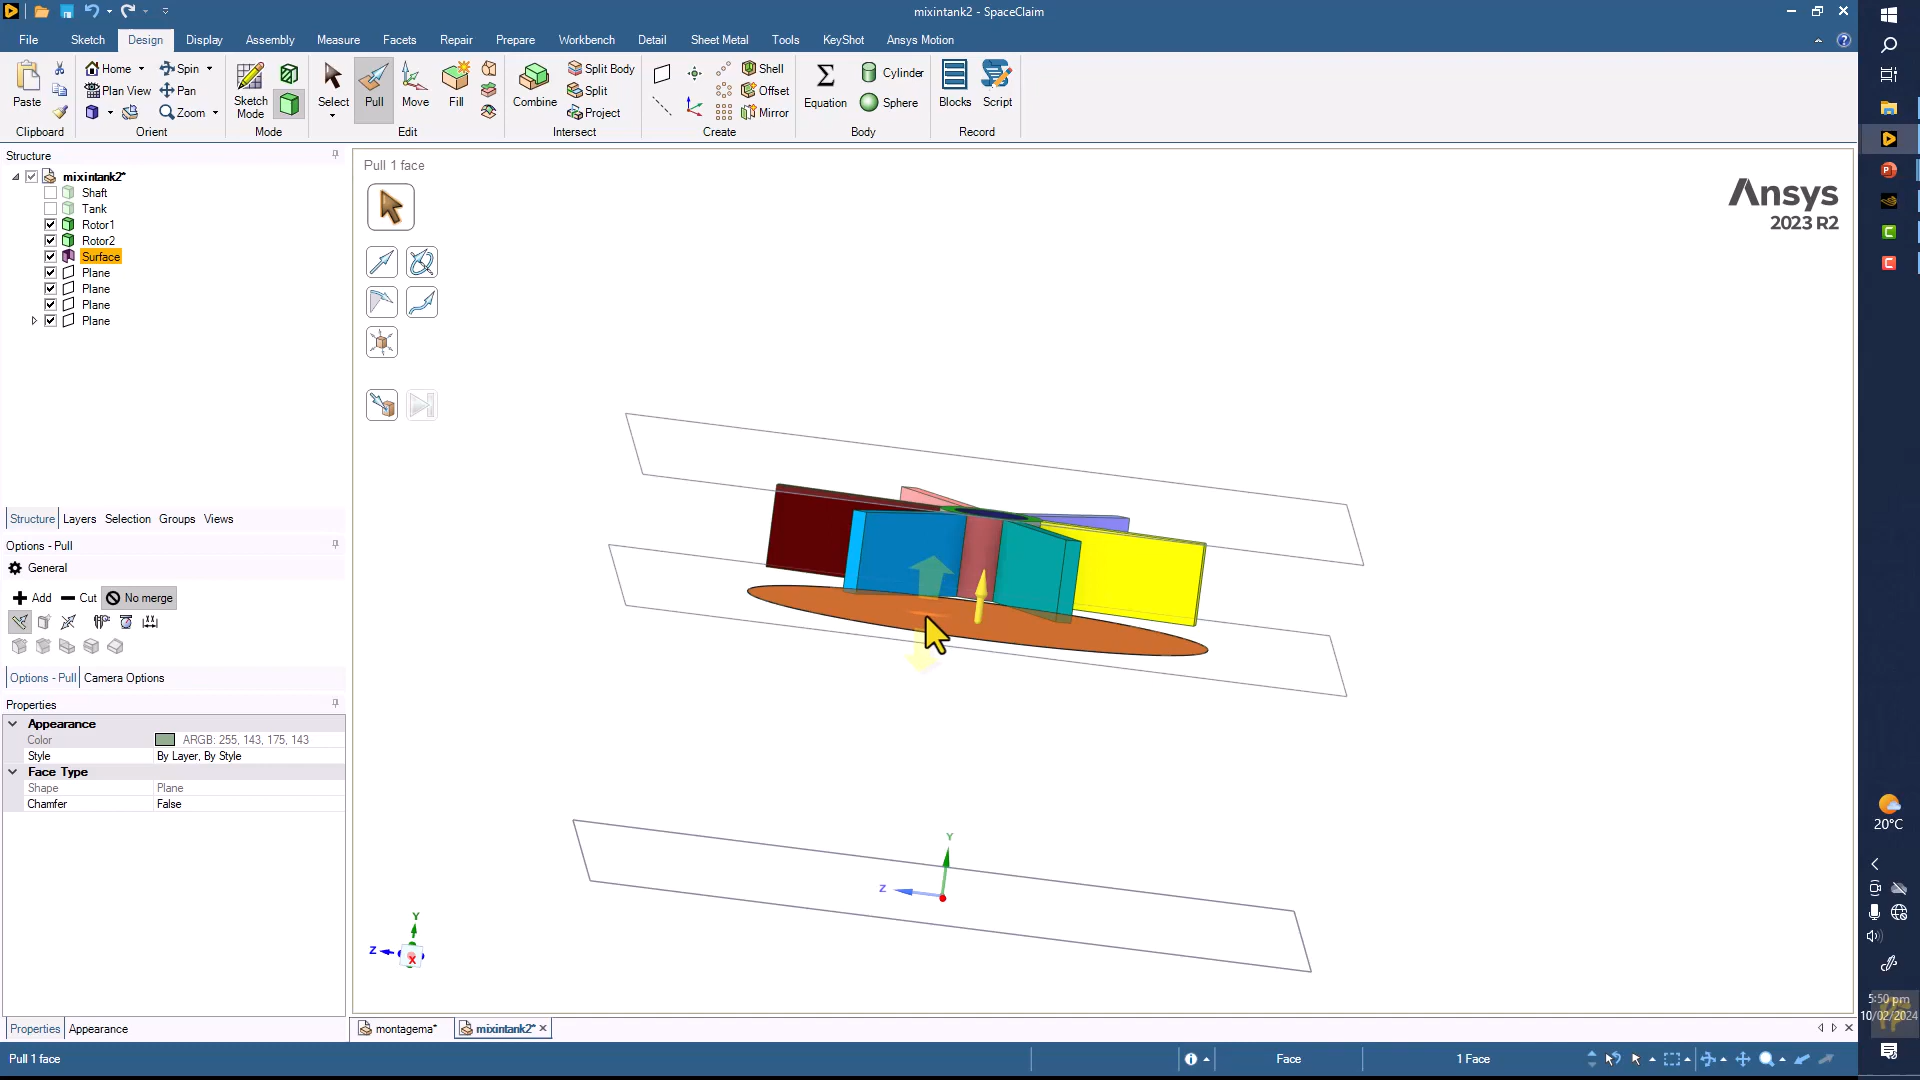 mixintank2 - SpaceClaim
File Sketch Design Display Assembly Measure Facets Repair Prepare Workbench Detail Sheet Metal Tools KeyShot Ansys Motion
Paste
Clipboard
Home Spin
Plan View Pan
Zoom
Orient
Sketch
Mode
Mode
Select Pull Move Fill
Edit
Combine
Split Body
Split
Project
Intersect
Shell
Offset
Mirror
Create
Equation
Cylinder
Sphere
Body
Blocks Script
Record
Structure
mixintank2*
Shaft
Tank
Rotor1
Rotor2
Surface
Plane
Plane
Plane
Plane
Structure Layers Selection Groups Views
Options - Pull
General
Add Cut No merge
Options - Pull Camera Options
Properties
Appearance
Color ARGB: 255, 143, 175, 143
Style By Layer, By Style
Face Type
Shape Plane
Chamfer False
Properties Appearance
Pull 1 face
Ansys
2023 R2
Y
Z
Y
Z
X
montagema* mixintank2*
Pull 1 face
Face
1 Face
20°C
5:50 pm
10/02/2024